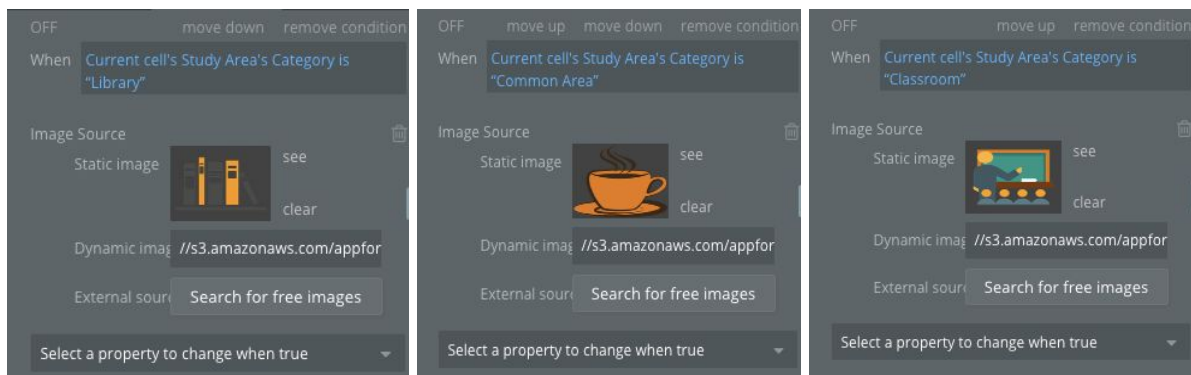 OFF move down remove condition
When Current cell's Study Area's Category is
“Library”
Image Source
Static image see
clear
Dynamic imag //s3.amazonaws.com/appfor
External sour Search for free images
Select a property to change when true
OFF move up move down remove condition
When Current cell's Study Area's Category is
“Common Area”
Image Source
Static image see
clear
Dynamic imag //s3.amazonaws.com/appfor
External sour Search for free images
Select a property to change when true
OFF move up remove condition
When Current cell's Study Area's Category is
“Classroom”
Image Source
Static image see
clear
Dynamic imag //s3.amazonaws.com/appfor
External sour Search for free images
Select a property to change when true